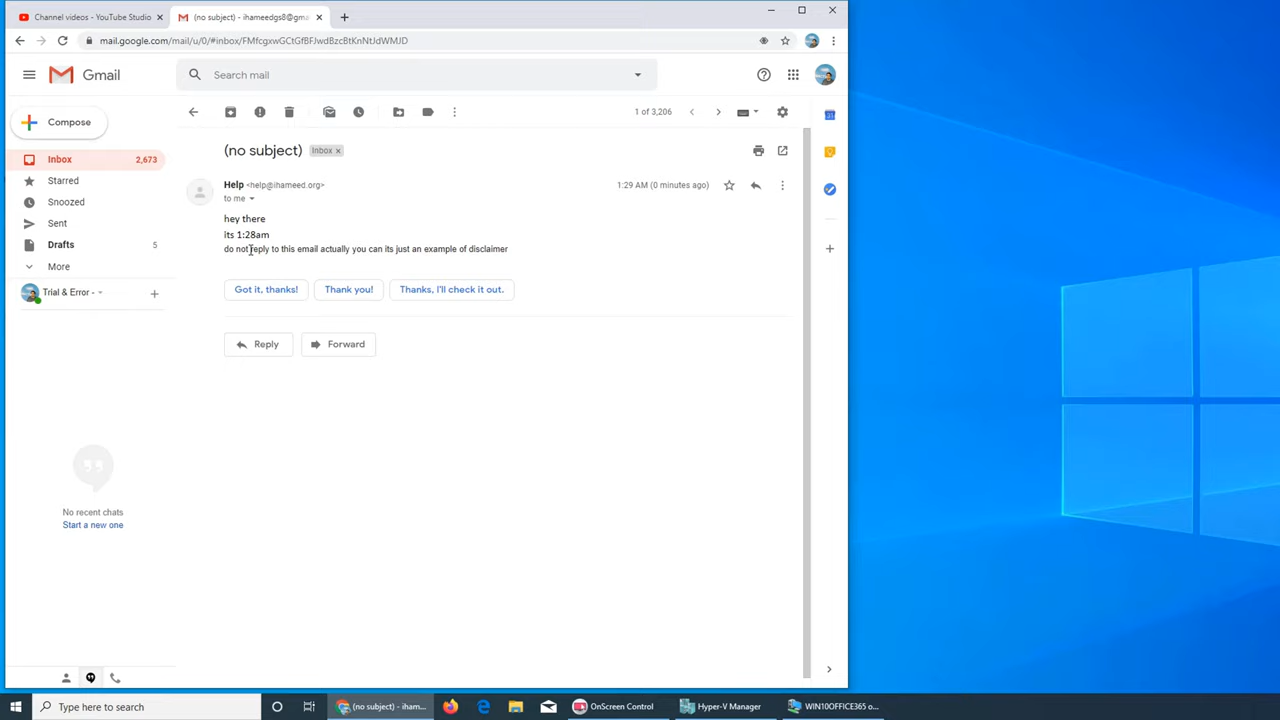 Channel videos - YouTube Studio
(no subject) - ihameedgs8@gma
mail.google.com/mail/u/0/#inbox/FMfcgxwGCtGfBFJwdBzcBtKnNtJdWMJD
Gmail
Search mail
Compose
1 of 3,206
Inbox 2,673
Starred
Snoozed
Sent
Drafts 5
More
Trial & Error -
(no subject) Inbox ×
Help <help@ihameed.org> 1:29 AM (0 minutes ago)
to me
hey there
its 1:28am
do not reply to this email actually you can its just an example of disclaimer
Got it, thanks! Thank you! Thanks, I'll check it out.
Reply Forward
No recent chats
Start a new one
Type here to search
(no subject) - iham...
OnScreen Control
Hyper-V Manager
WIN10OFFICE365 o...